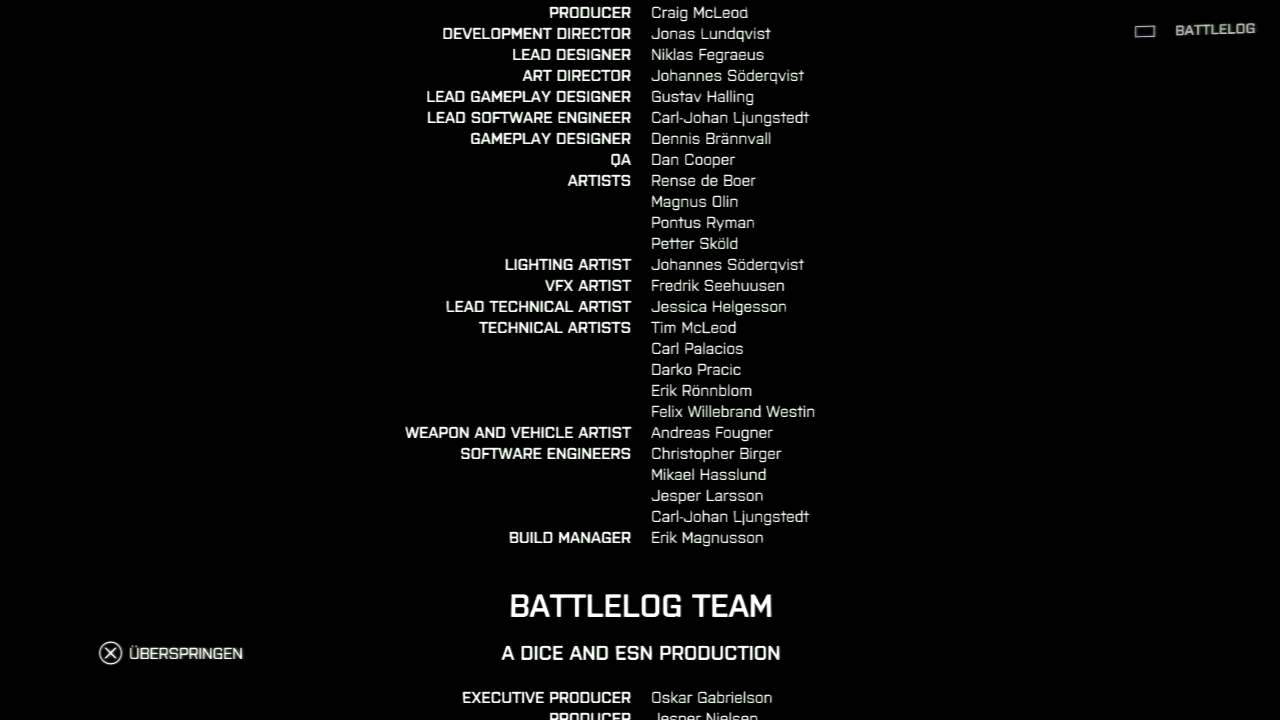 PRODUCER Craig McLeod
BATTLELOG
DEVELOPMENT DIRECTOR Jonas Lundqvist
LEAD DESIGNER Niklas Fegraeus
ART DIRECTOR Johannes Söderqvist
LEAD GAMEPLAY DESIGNER Gustav Halling
LEAD SOFTWARE ENGINEER Carl-Johan Ljungstedt
GAMEPLAY DESIGNER Dennis Brännvall
QA Dan Cooper
ARTISTS Rense de Boer
Magnus Olin
Pontus Ryman
Petter Sköld
LIGHTING ARTIST Johannes Söderqvist
VFX ARTIST Fredrik Seehuusen
LEAD TECHNICAL ARTIST Jessica Helgesson
TECHNICAL ARTISTS Tim McLeod
Carl Palacios
Darko Pracic
Erik Rönnblom
Felix Willebrand Westin
WEAPON AND VEHICLE ARTIST Andreas Fougner
SOFTWARE ENGINEERS Christopher Birger
Mikael Hasslund
Jesper Larsson
Carl-Johan Ljungstedt
BUILD MANAGER Erik Magnusson
BATTLELOG TEAM
A DICE AND ESN PRODUCTION
ÜBERSPRINGEN
EXECUTIVE PRODUCER Oskar Gabrielson
PRODUCER Jesper Nielsen